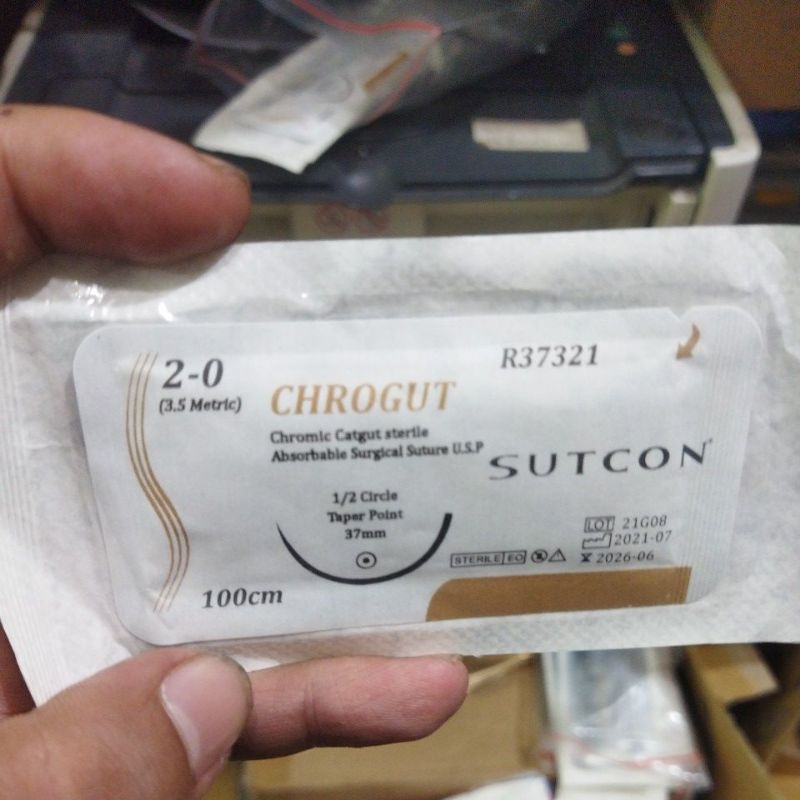 2-0
(3.5 Metric)
CHROGUT
R37321
Chromic Catgut sterile
Absorbable Surgical Suture U.S.P
SUTCON
1/2 Circle
Taper Point
37mm
LOT 21G08
2021-07
2026-06
STERILE EO
100cm